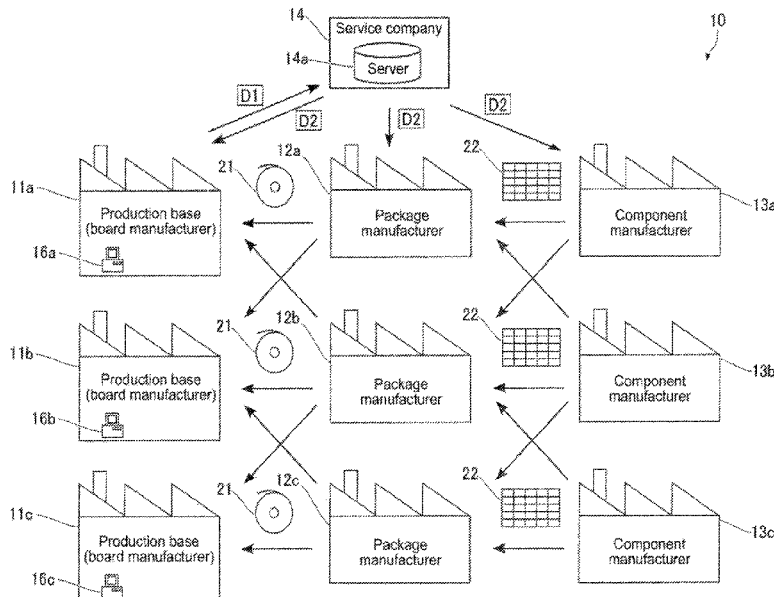 14
Service company
10
14a
Server
D1
D2
D2
D2
11a
21
12a
22
13a
Production base
(board manufacturer)
Package
manufacturer
Component
manufacturer
16a
11b
21
12b
22
13b
Production base
(board manufacturer)
Package
manufacturer
Component
manufacturer
16b
11c
21
12c
22
13c
Production base
(board manufacturer)
Package
manufacturer
Component
manufacturer
16c